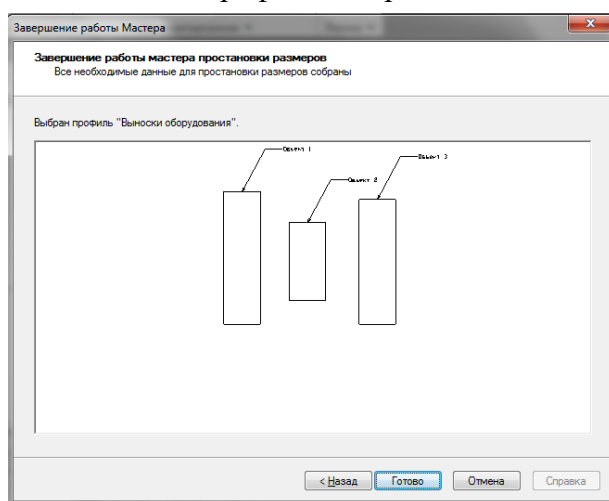 Завершение работы Мастера
Завершение работы мастера простановки размеров
Все необходимые данные для простановки размеров собраны
Выбран профиль "Выноски оборудования".
Объект 1
Объект 3
Объект 2
< Назад
Готово
Отмена
Справка